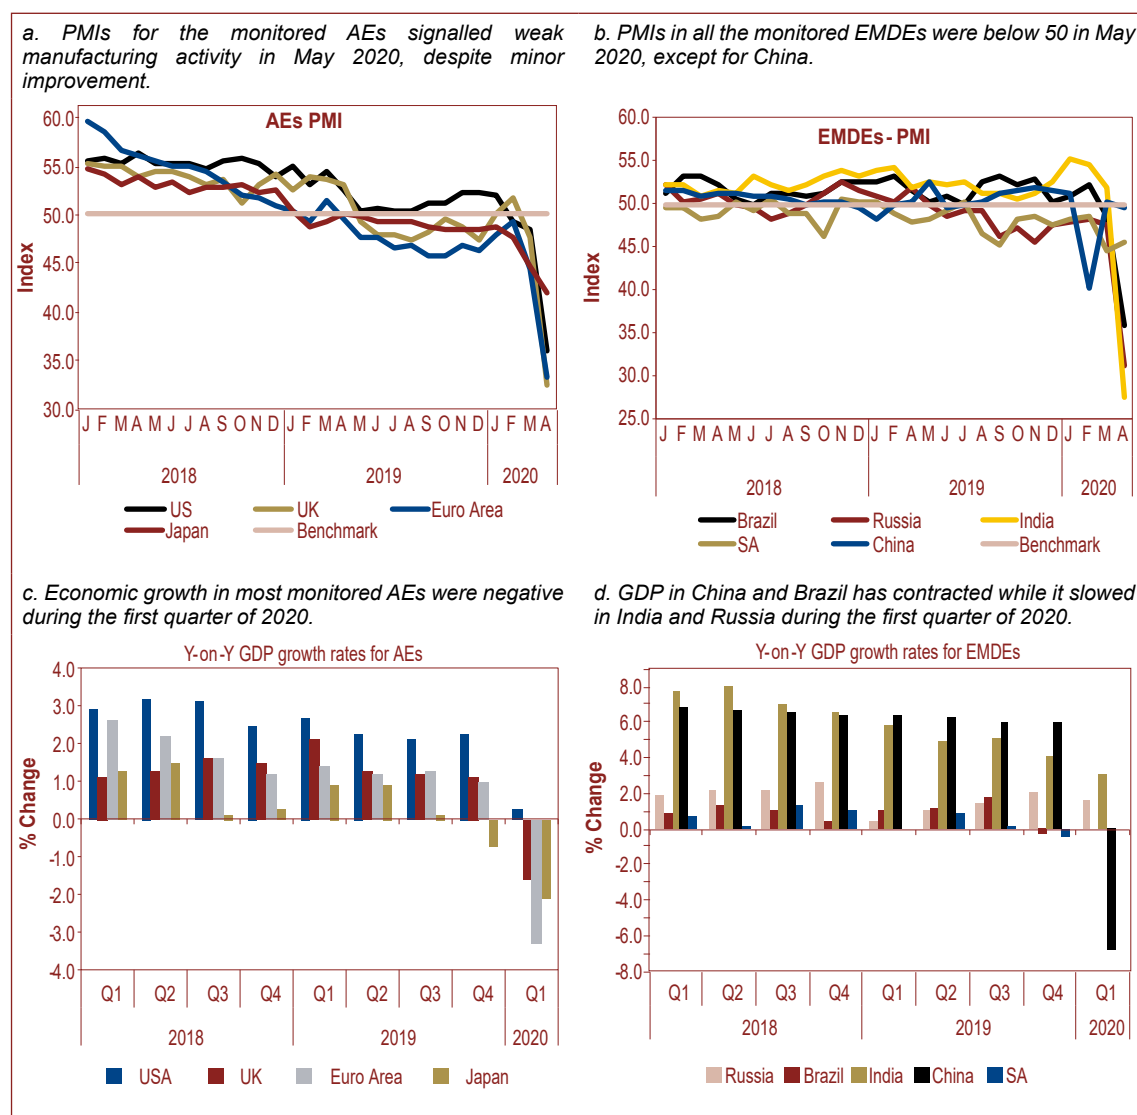 a. PMIs for the monitored AEs signalled weak
manufacturing activity in May 2020, despite minor
improvement.
AEs PMI
60.0
55.0
50.0
45.0
40.0
35.0
30.0
Index
J F M A M J J A S O N D J F M A M J J A S O N D J F M A
2018 2019 2020
US UK Euro Area
Japan Benchmark
b. PMIs in all the monitored EMDEs were below 50 in May
2020, except for China.
EMDEs - PMI
60.0
55.0
50.0
45.0
40.0
35.0
30.0
25.0
Index
J F M A M J J A S O N D J F M A M J J A S O N D J F M A
2018 2019 2020
Brazil Russia India
SA China Benchmark
c. Economic growth in most monitored AEs were negative
during the first quarter of 2020.
Y-on-Y GDP growth rates for AEs
4.0
3.0
2.0
1.0
0.0
-1.0
-2.0
-3.0
-4.0
% Change
Q1 Q2 Q3 Q4 Q1 Q2 Q3 Q4 Q1
2018 2019 2020
USA UK Euro Area Japan
d. GDP in China and Brazil has contracted while it slowed
in India and Russia during the first quarter of 2020.
Y-on-Y GDP growth rates for EMDEs
8.0
6.0
4.0
2.0
0.0
-2.0
-4.0
-6.0
-8.0
% Change
Q1 Q2 Q3 Q4 Q1 Q2 Q3 Q4 Q1
2018 2019 2020
Russia Brazil India China SA